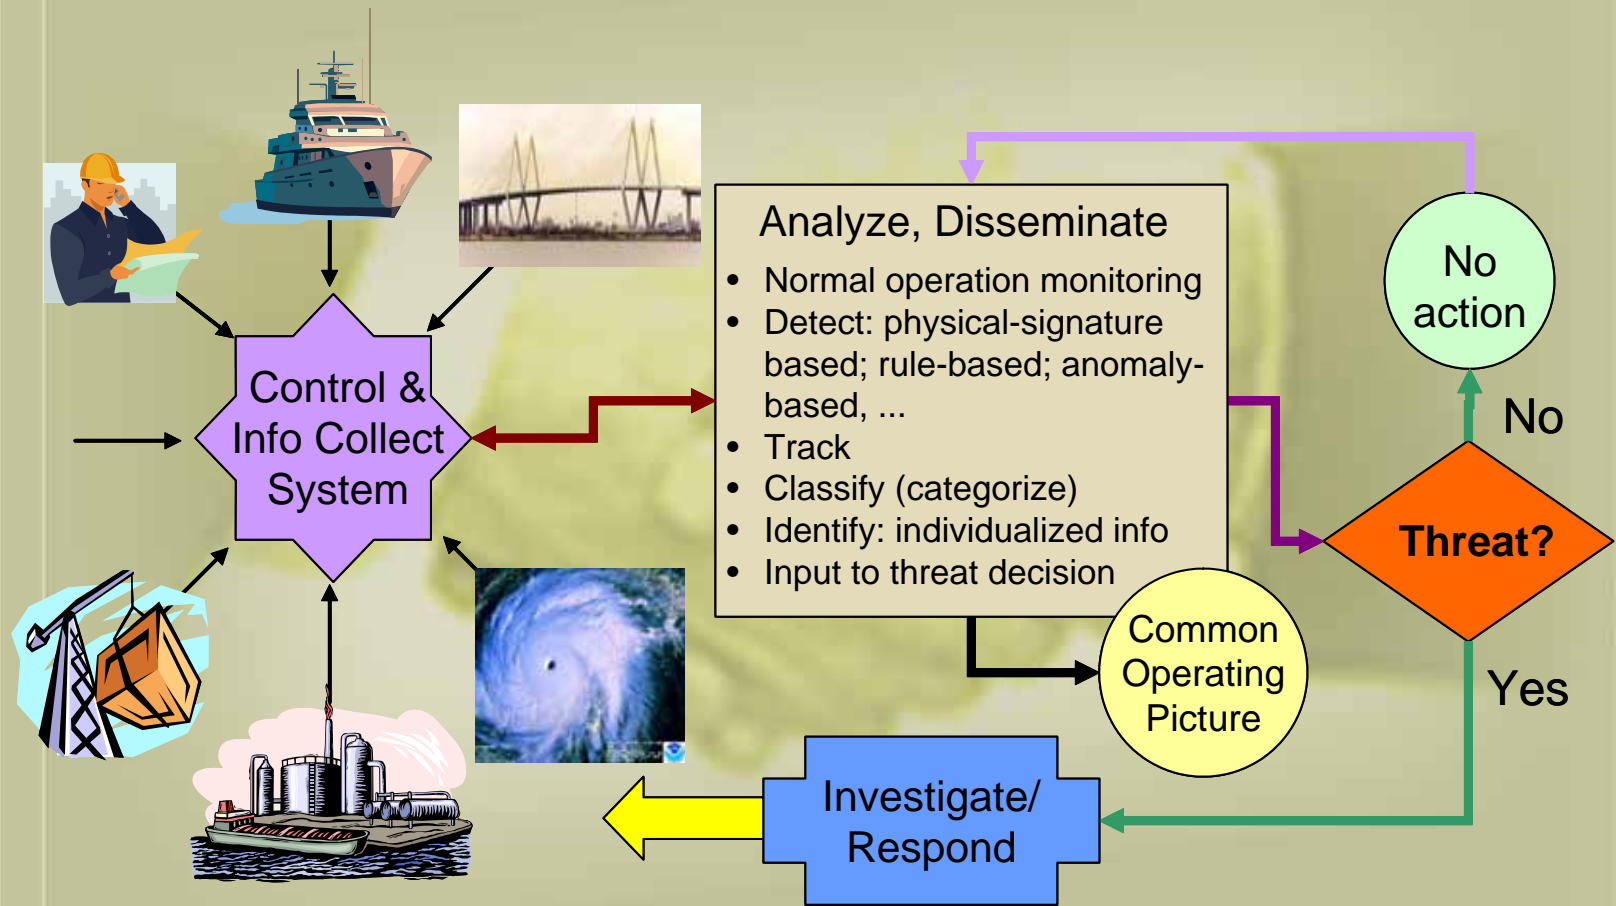 Control &
Info Collect
System
Analyze, Disseminate
• Normal operation monitoring
• Detect: physical-signature
based; rule-based; anomaly-
based, ...
• Track
• Classify (categorize)
• Identify: individualized info
• Input to threat decision
Common
Operating
Picture
No
action
No
Threat?
Yes
Investigate/
Respond